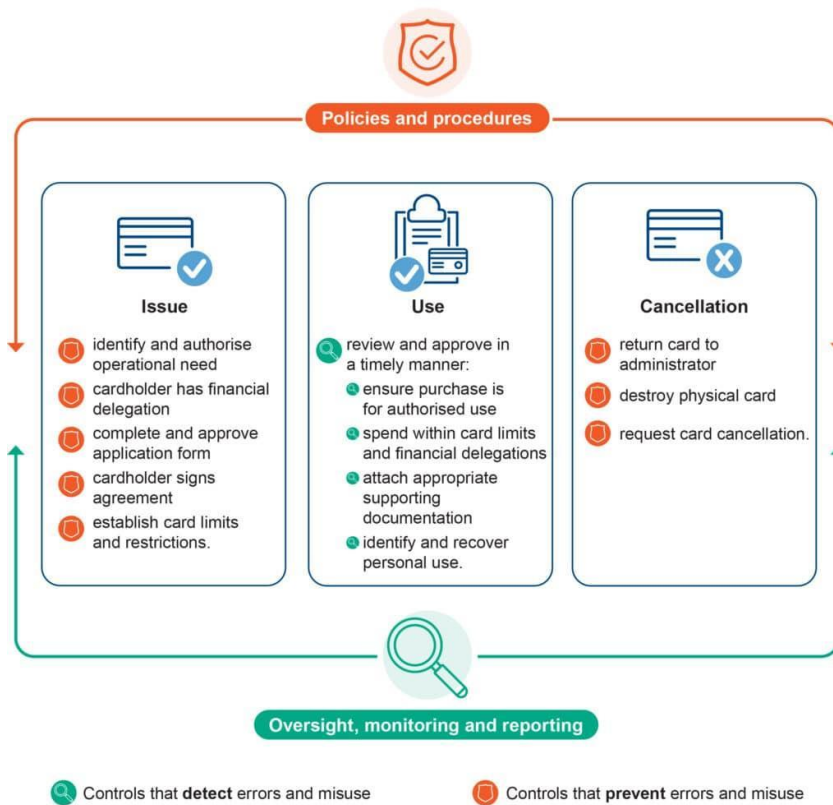 Policies and procedures
Issue
identify and authorise
operational need
cardholder has financial
delegation
complete and approve
application form
cardholder signs
agreement
establish card limits
and restrictions.
Use
review and approve in
a timely manner:
ensure purchase is
for authorised use
spend within card limits
and financial delegations
attach appropriate
supporting
documentation
identify and recover
personal use.
Cancellation
return card to
administrator
destroy physical card
request card cancellation.
Oversight, monitoring and reporting
Controls that detect errors and misuse
Controls that prevent errors and misuse